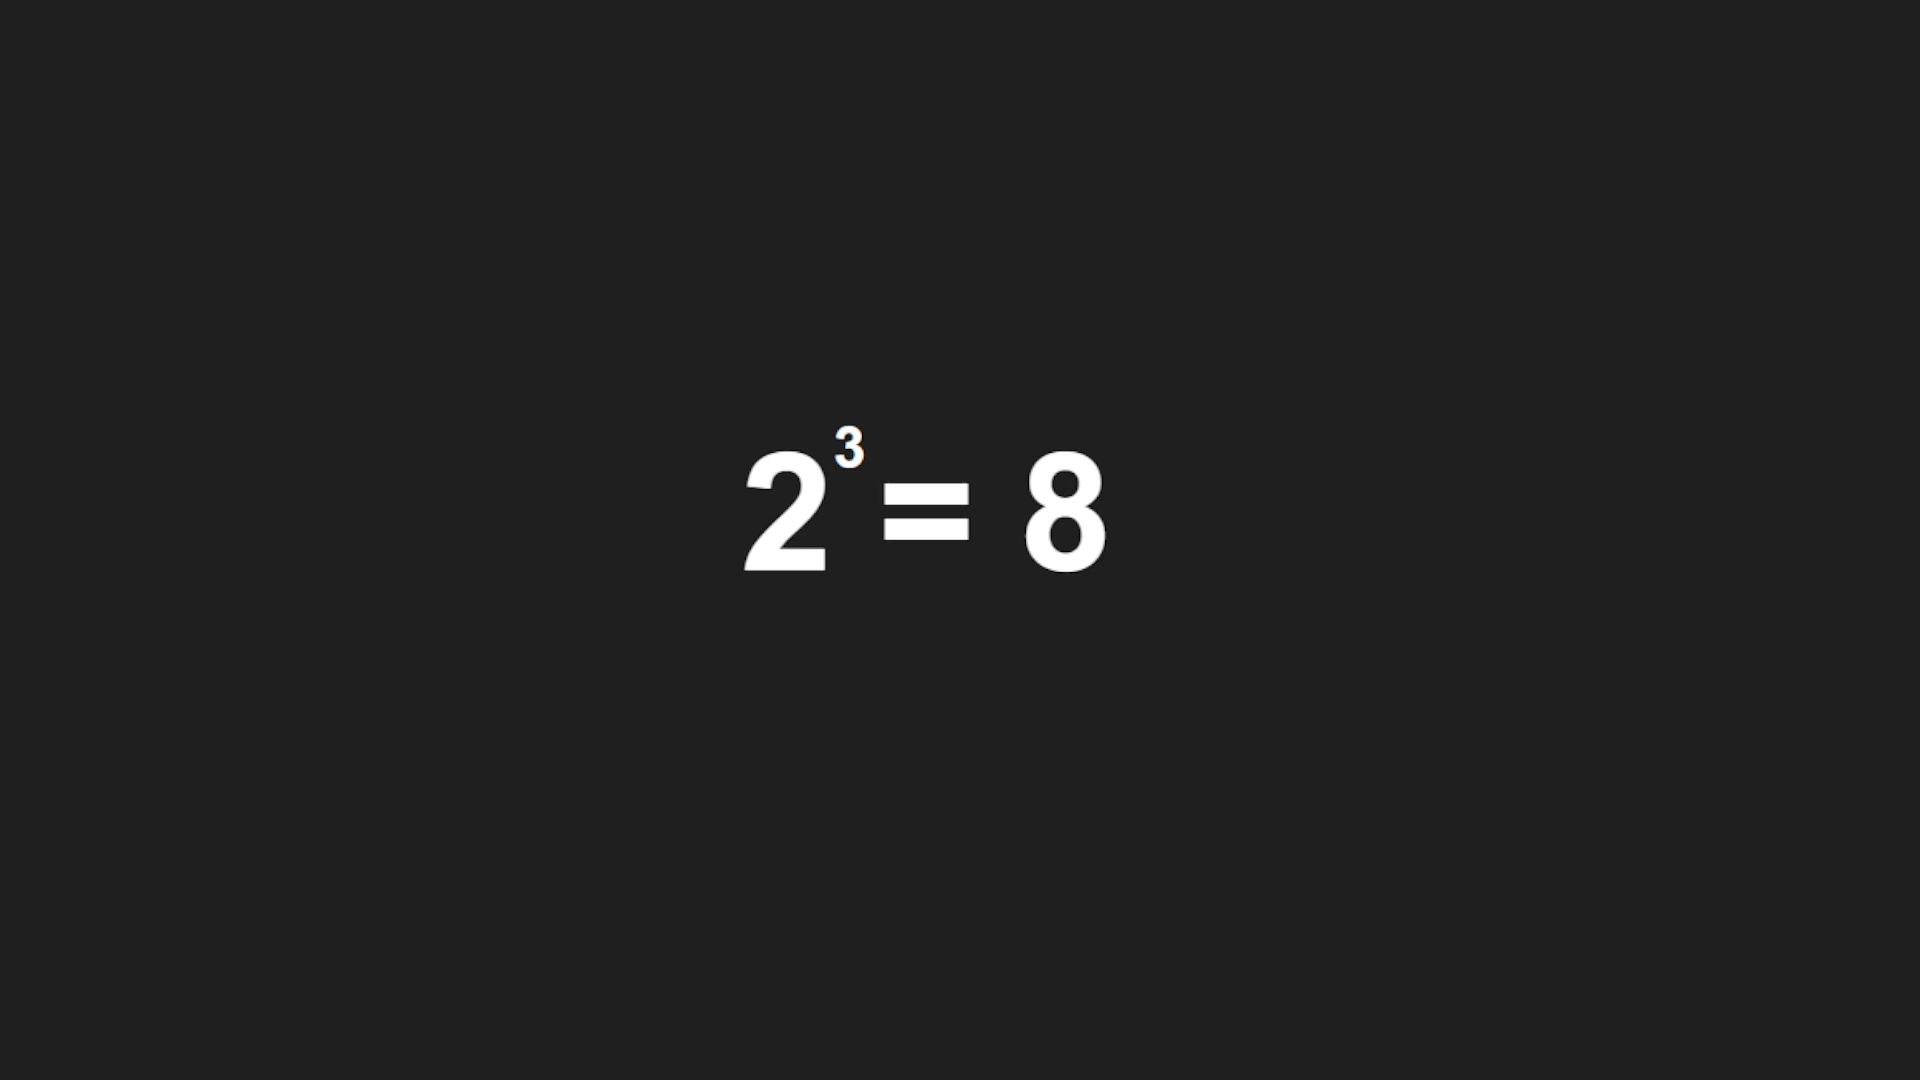 2³ = 8